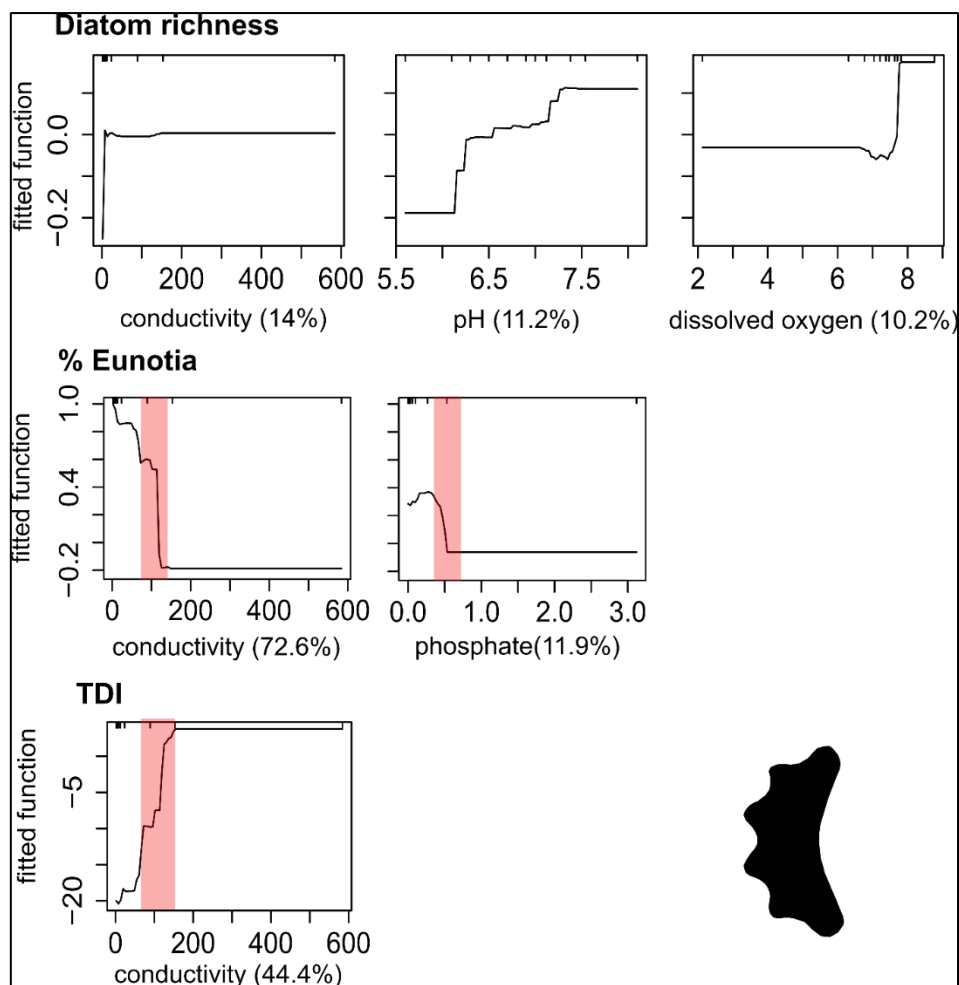 Diatom richness
fitted function
0.0
−0.2
0 200 400 600
conductivity (14%)
5.5 6.5 7.5
pH (11.2%)
2 4 6 8
dissolved oxygen (10.2%)
% Eunotia
fitted function
1.0
0.4
−0.2
0 200 400 600
conductivity (72.6%)
0.0 1.0 2.0 3.0
phosphate(11.9%)
TDI
fitted function
−5
−20
0 200 400 600
conductivity (44.4%)